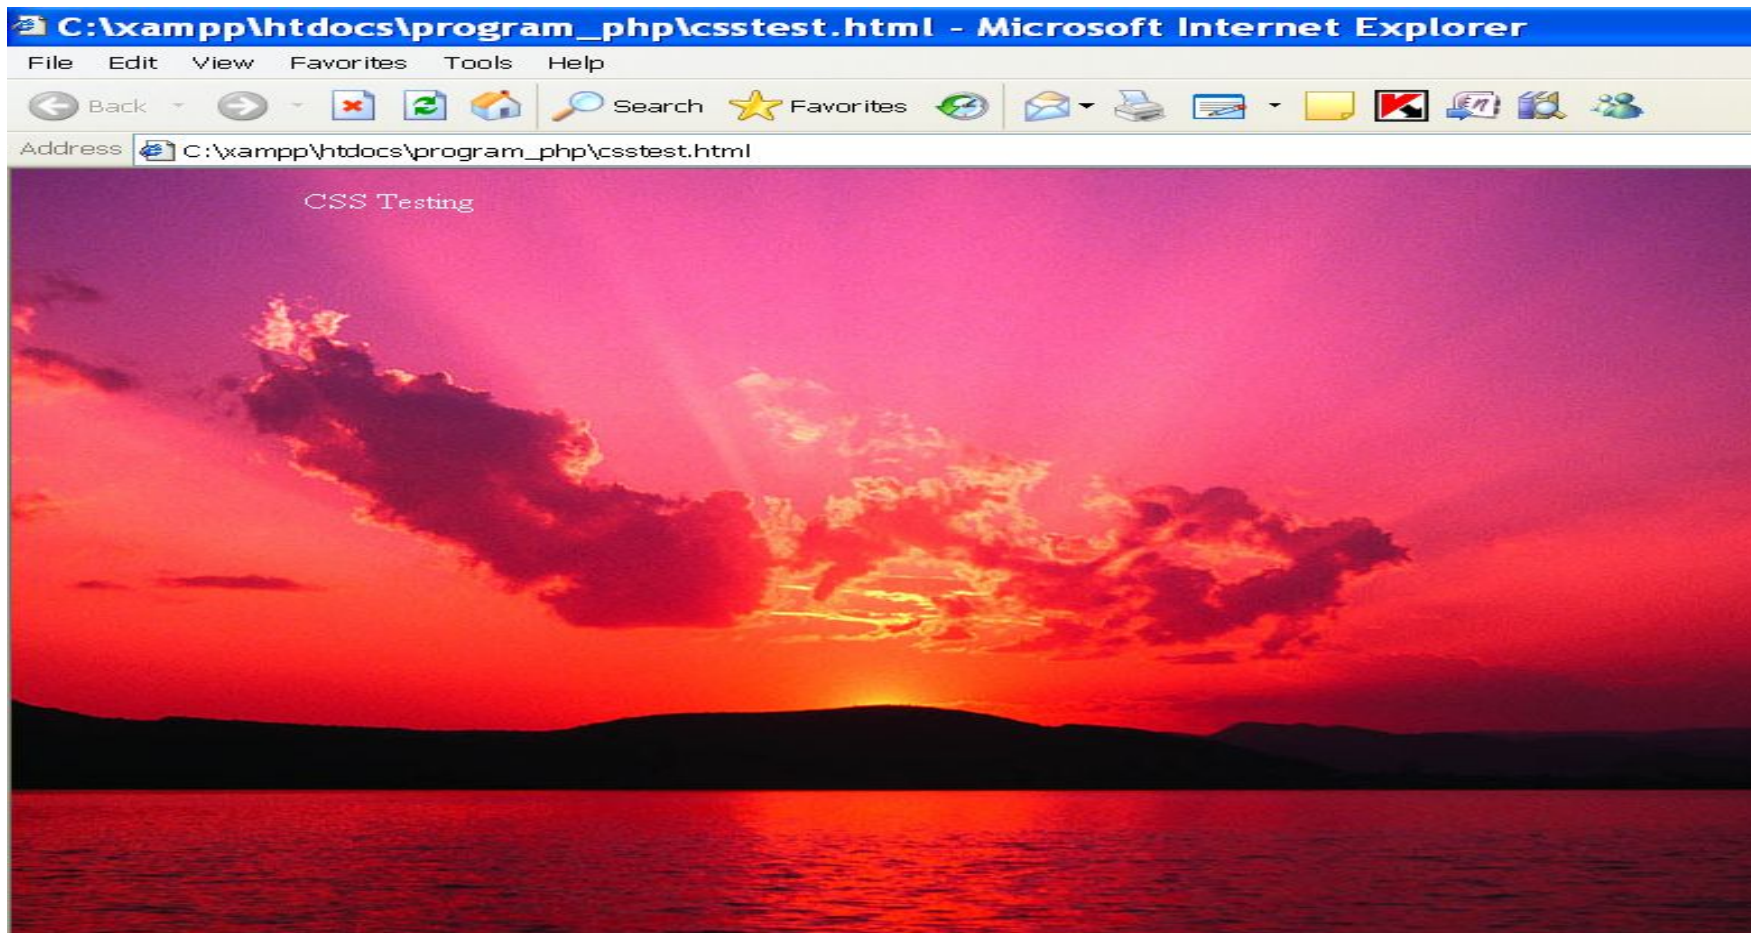 C:\xampp\htdocs\program_php\csstest.html - Microsoft Internet Explorer
File Edit View Favorites Tools Help
Back Search Favorites
Address C:\xampp\htdocs\program_php\csstest.html
CSS Testing